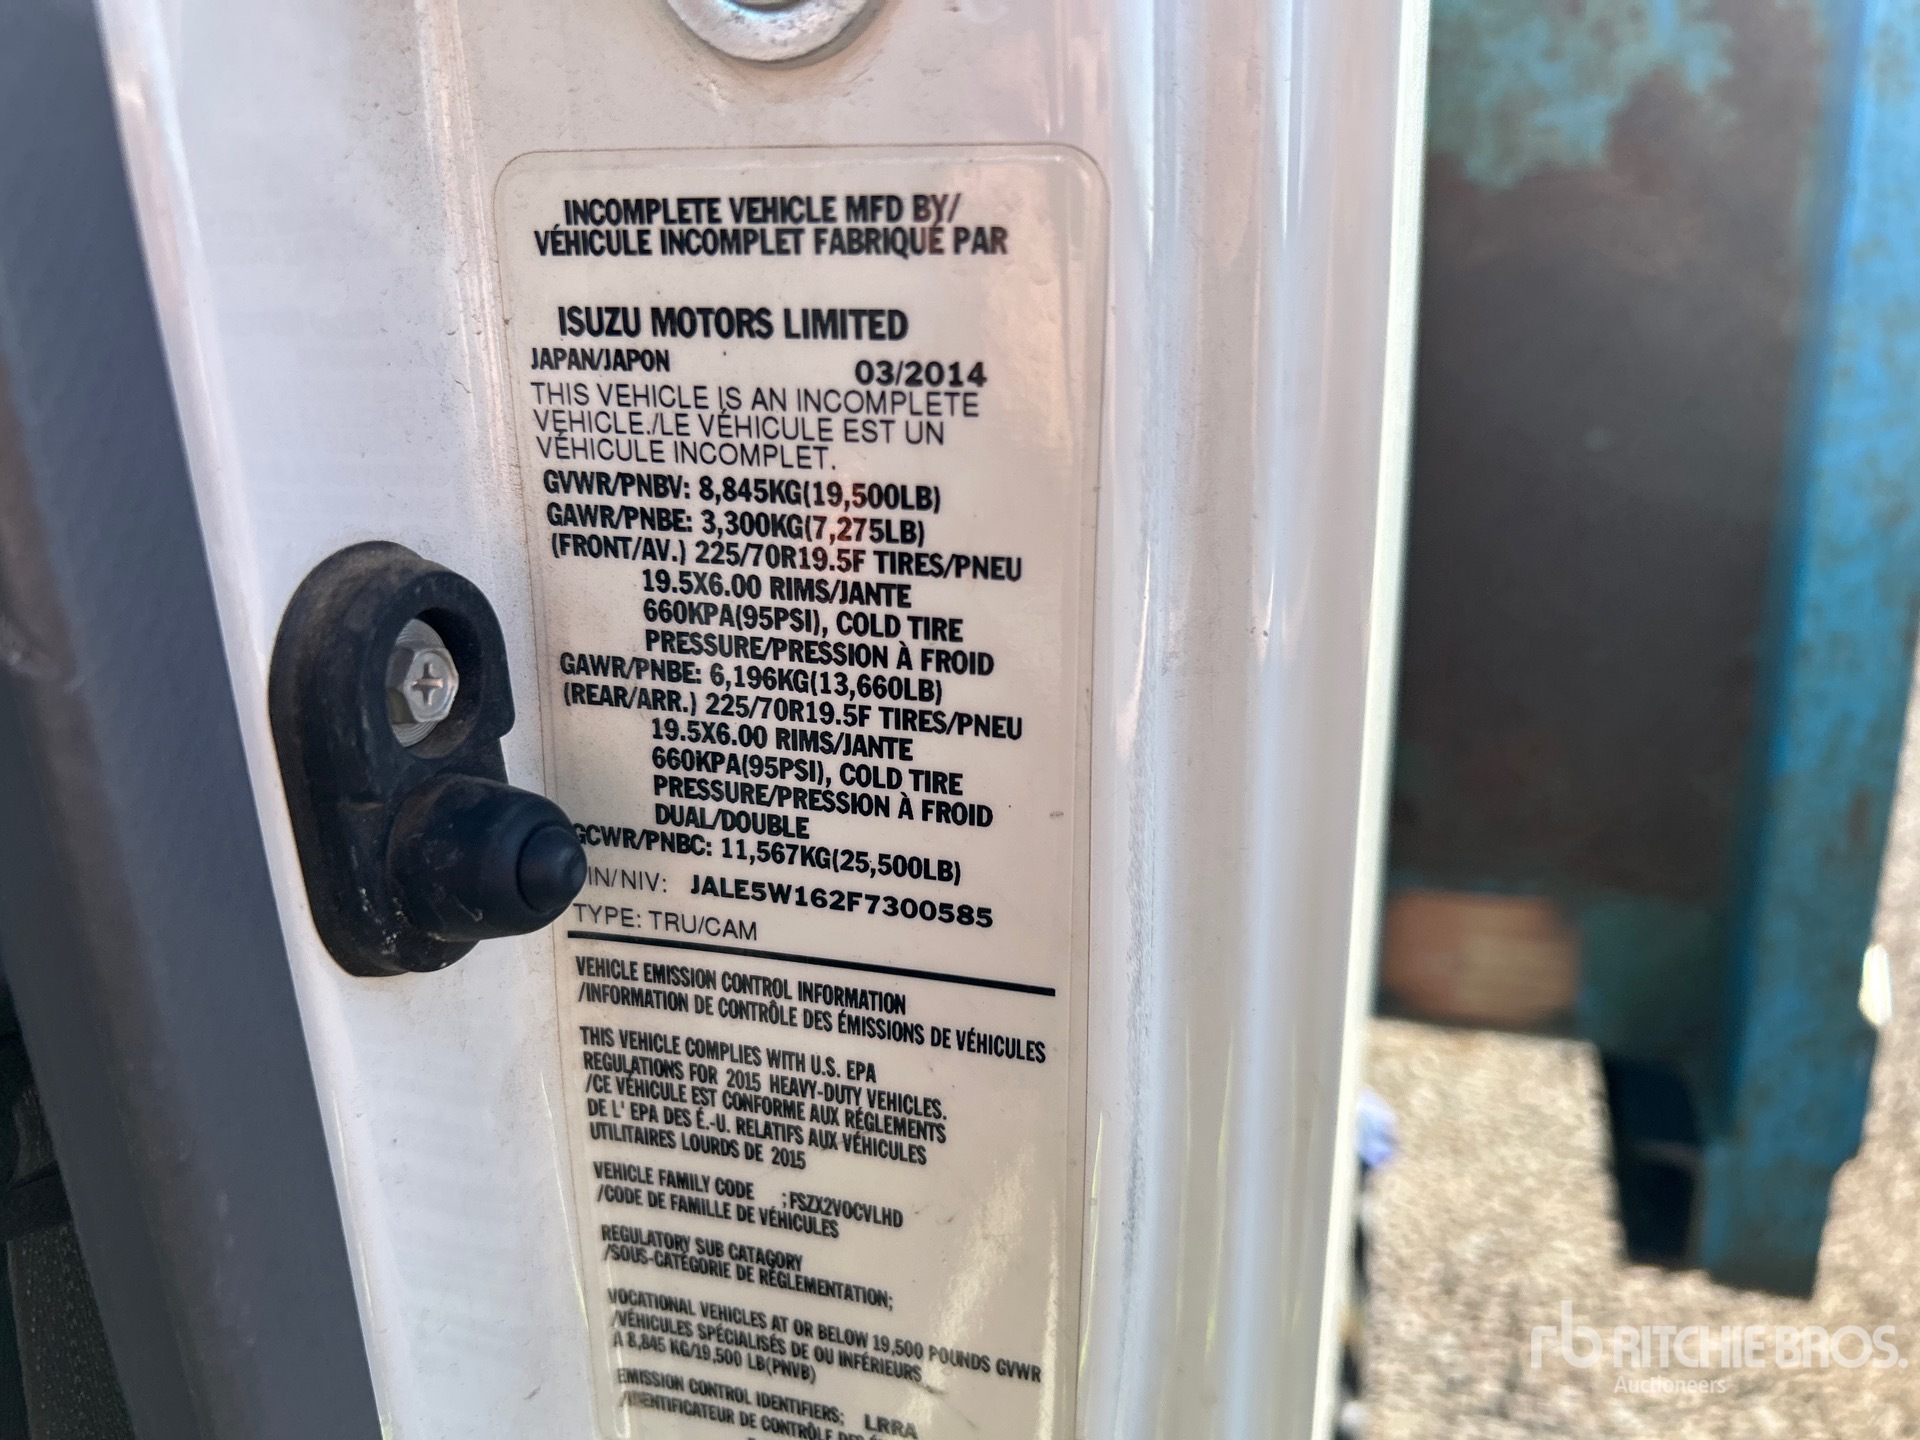 INCOMPLETE VEHICLE MFD BY/
VÉHICULE INCOMPLET FABRIQUÉ PAR
ISUZU MOTORS LIMITED
JAPAN/JAPON 03/2014
THIS VEHICLE IS AN INCOMPLETE
VEHICLE./LE VÉHICULE EST UN
VÉHICULE INCOMPLET.
GVWR/PNBV: 8,845KG(19,500LB)
GAWR/PNBE: 3,300KG(7,275LB)
(FRONT/AV.) 225/70R19.5F TIRES/PNEU
19.5X6.00 RIMS/JANTE
660KPA(95PSI), COLD TIRE
PRESSURE/PRESSION À FROID
GAWR/PNBE: 6,196KG(13,660LB)
(REAR/ARR.) 225/70R19.5F TIRES/PNEU
19.5X6.00 RIMS/JANTE
660KPA(95PSI), COLD TIRE
PRESSURE/PRESSION À FROID
DUAL/DOUBLE
GCWR/PNBC: 11,567KG(25,500LB)
IN/NIV: JALE5W162F7300585
TYPE: TRU/CAM
VEHICLE EMISSION CONTROL INFORMATION
/INFORMATION DE CONTRÔLE DES ÉMISSIONS DE VÉHICULES
THIS VEHICLE COMPLIES WITH U.S. EPA
REGULATIONS FOR 2015 HEAVY-DUTY VEHICLES.
/CE VÉHICULE EST CONFORME AUX RÉGLEMENTS
DE L' EPA DES É.-U. RELATIFS AUX VÉHICULES
UTILITAIRES LOURDS DE 2015
VEHICLE FAMILY CODE ;FSZX2VOCVLHD
/CODE DE FAMILLE DE VÉHICULES
REGULATORY SUB CATAGORY
/SOUS-CATÉGORIE DE RÉGLEMENTATION;
VOCATIONAL VEHICLES AT OR BELOW 19,500 POUNDS GVWR
/VÉHICULES SPÉCIALISÉS DE OU INFÉRIEURS
A 8,845 KG/19,500 LB(PNVB)
EMISSION CONTROL IDENTIFIERS; LRRA
/IDENTIFICATEUR DE CONTRÔLE DES
rb RITCHIE BROS.
Auctioneers